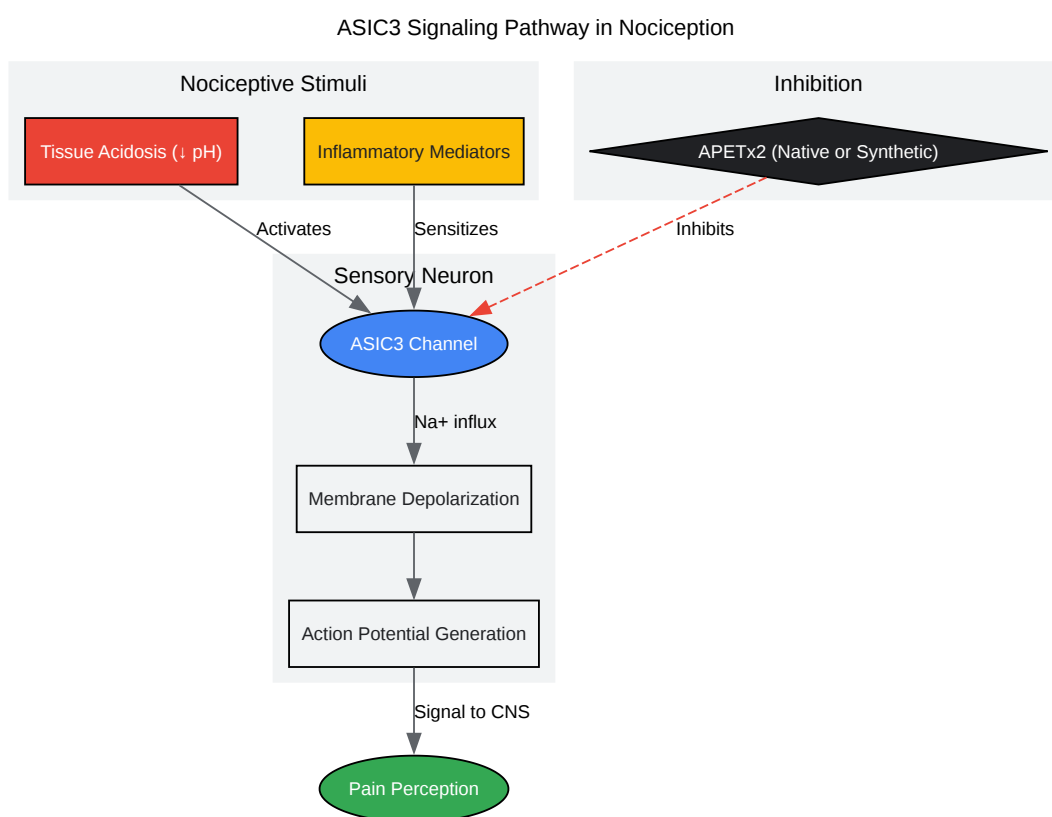 ASIC3 Signaling Pathway in Nociception
Nociceptive Stimuli
Inhibition
Tissue Acidosis (↓ pH)
Inflammatory Mediators
APETx2 (Native or Synthetic)
Activates
Sensitizes
Inhibits
Sensory Neuron
ASIC3 Channel
Na+ influx
Membrane Depolarization
Action Potential Generation
Signal to CNS
Pain Perception